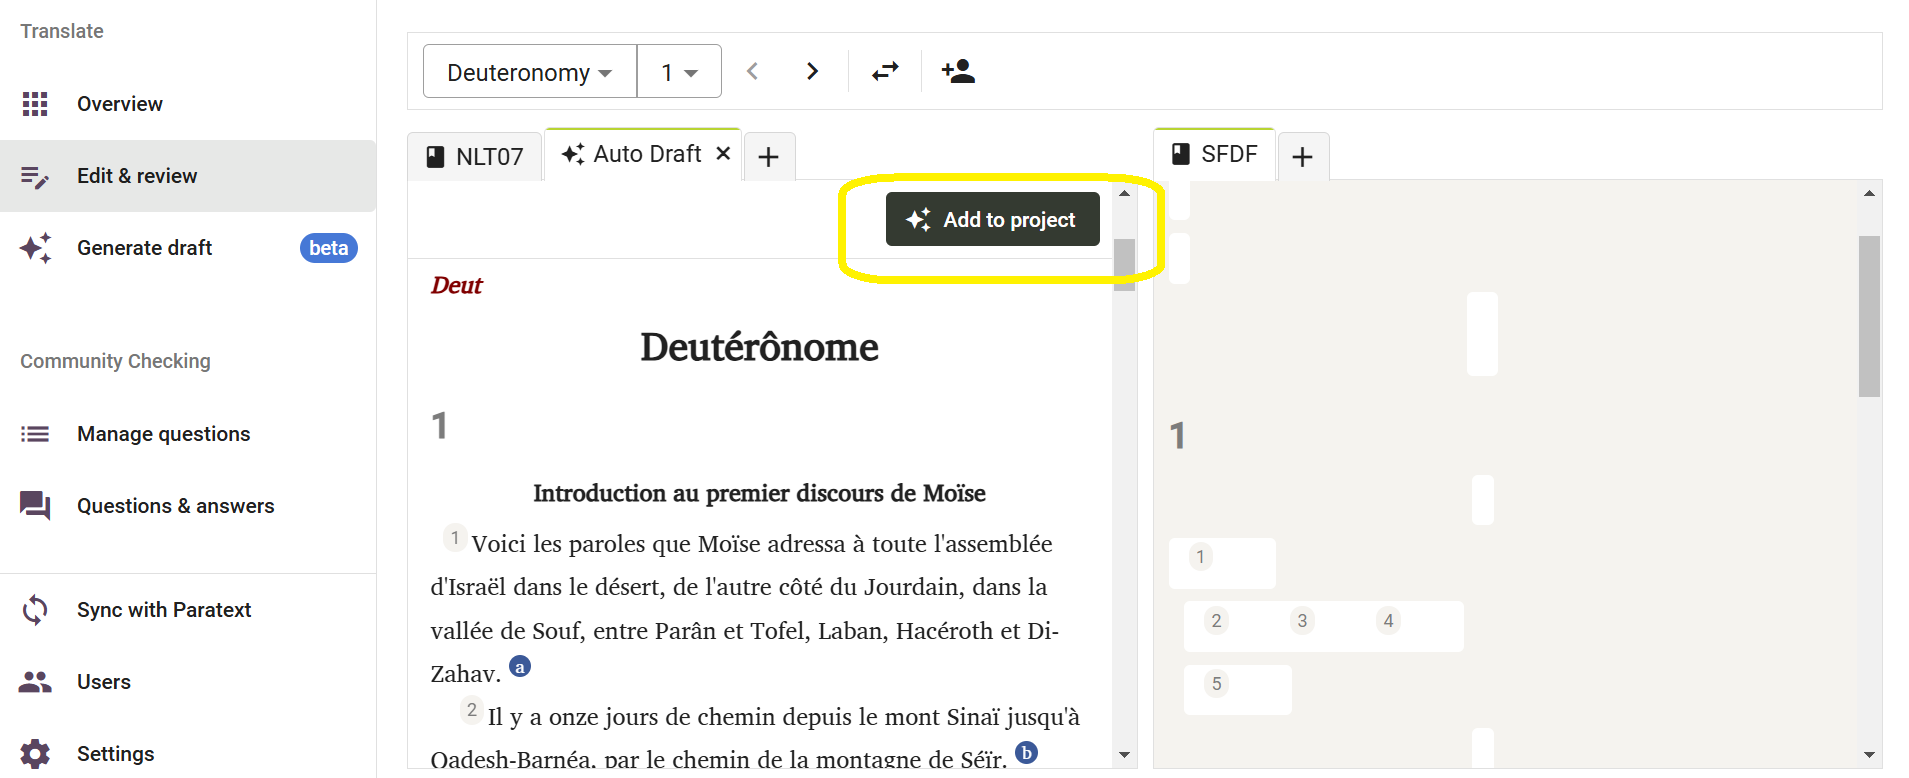 Translate
Overview
Edit & review
Generate draft beta
Community Checking
Manage questions
Questions & answers
Sync with Paratext
Users
Settings
Deuteronomy 1
NLT07 Auto Draft
Add to project
Deut
Deutérônome
1
Introduction au premier discours de Moïse
1 Voici les paroles que Moïse adressa à toute l'assemblée
d'Israël dans le désert, de l'autre côté du Jourdain, dans la
vallée de Souf, entre Parân et Tofel, Laban, Hacéroth et Di-
Zahav. a
2 Il y a onze jours de chemin depuis le mont Sinaï jusqu'à
Qadesh-Barnéa, par le chemin de la montagne de Séïr. b
SFDF
1
1
2 3 4
5